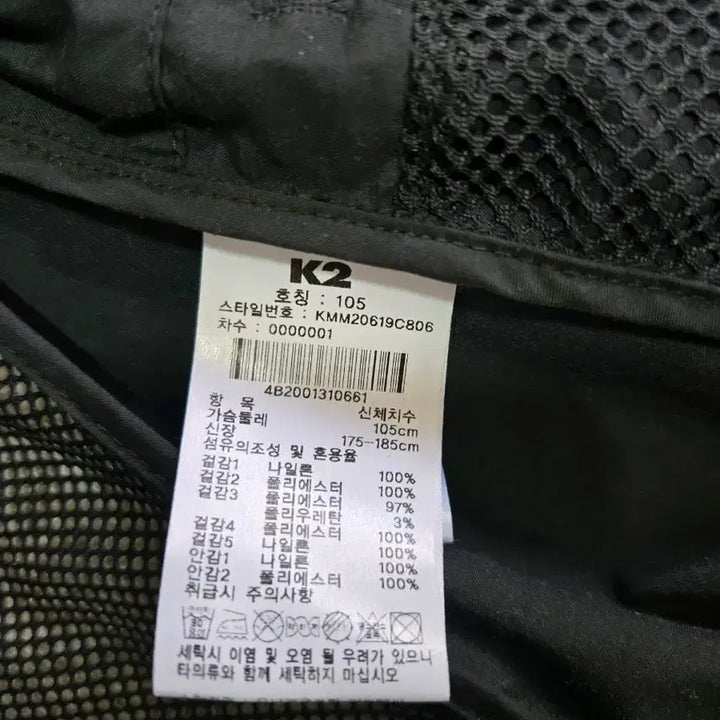 K2
호칭 : 105
스타일번호 : KMM20619C806
차수 : 0000001
4B2001310661
항 목 신체치수
가슴둘레 105cm
신장 175-185cm
섬유의조성 및 혼용율
겉감1 나일론 100%
겉감2 폴리에스터 100%
겉감3 폴리에스터 97%
폴리우레탄 3%
겉감4 폴리에스터 100%
겉감5 나일론 100%
안감1 나일론 100%
안감2 폴리에스터 100%
취급시 주의사항
세탁시 이염 및 오염 될 우려가 있으니
타의류와 함께 세탁하지 마십시오